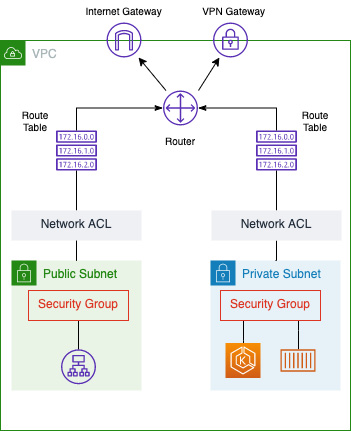 Internet Gateway
VPN Gateway
VPC
Route
Table
Route
Table
172.16.0.0
172.16.1.0
172.16.2.0
Router
172.16.0.0
172.16.1.0
172.16.2.0
Network ACL
Network ACL
Public Subnet
Private Subnet
Security Group
Security Group
K